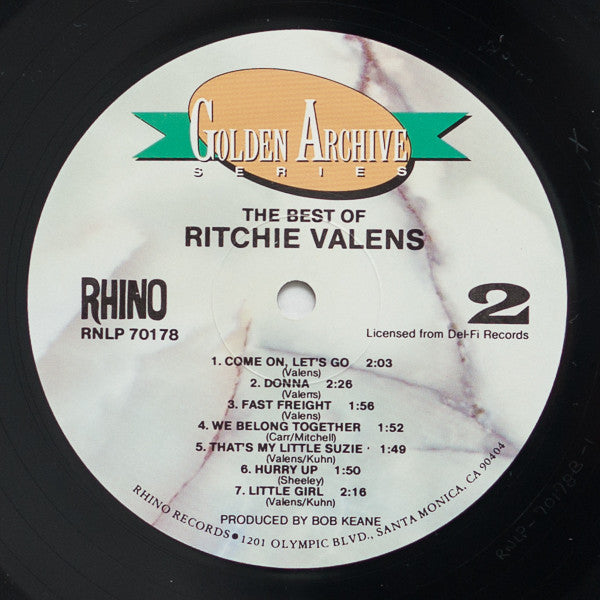 GOLDEN ARCHIVE
SERIES
THE BEST OF
RITCHIE VALENS
RHINO
RNLP 70178
2
Licensed from Del-Fi Records
1. COME ON, LET'S GO 2:03
(Valens)
2. DONNA 2:26
(Valens)
3. FAST FREIGHT 1:56
(Valens)
4. WE BELONG TOGETHER 1:52
(Carr/Mitchell)
5. THAT'S MY LITTLE SUZIE · 1:49
(Valens/Kuhn)
6. HURRY UP 1:50
(Sheeley)
7. LITTLE GIRL 2:16
(Valens/Kuhn)
PRODUCED BY BOB KEANE
RHINO RECORDS ● 1201 OLYMPIC BLVD., SANTA MONICA, CA 90404